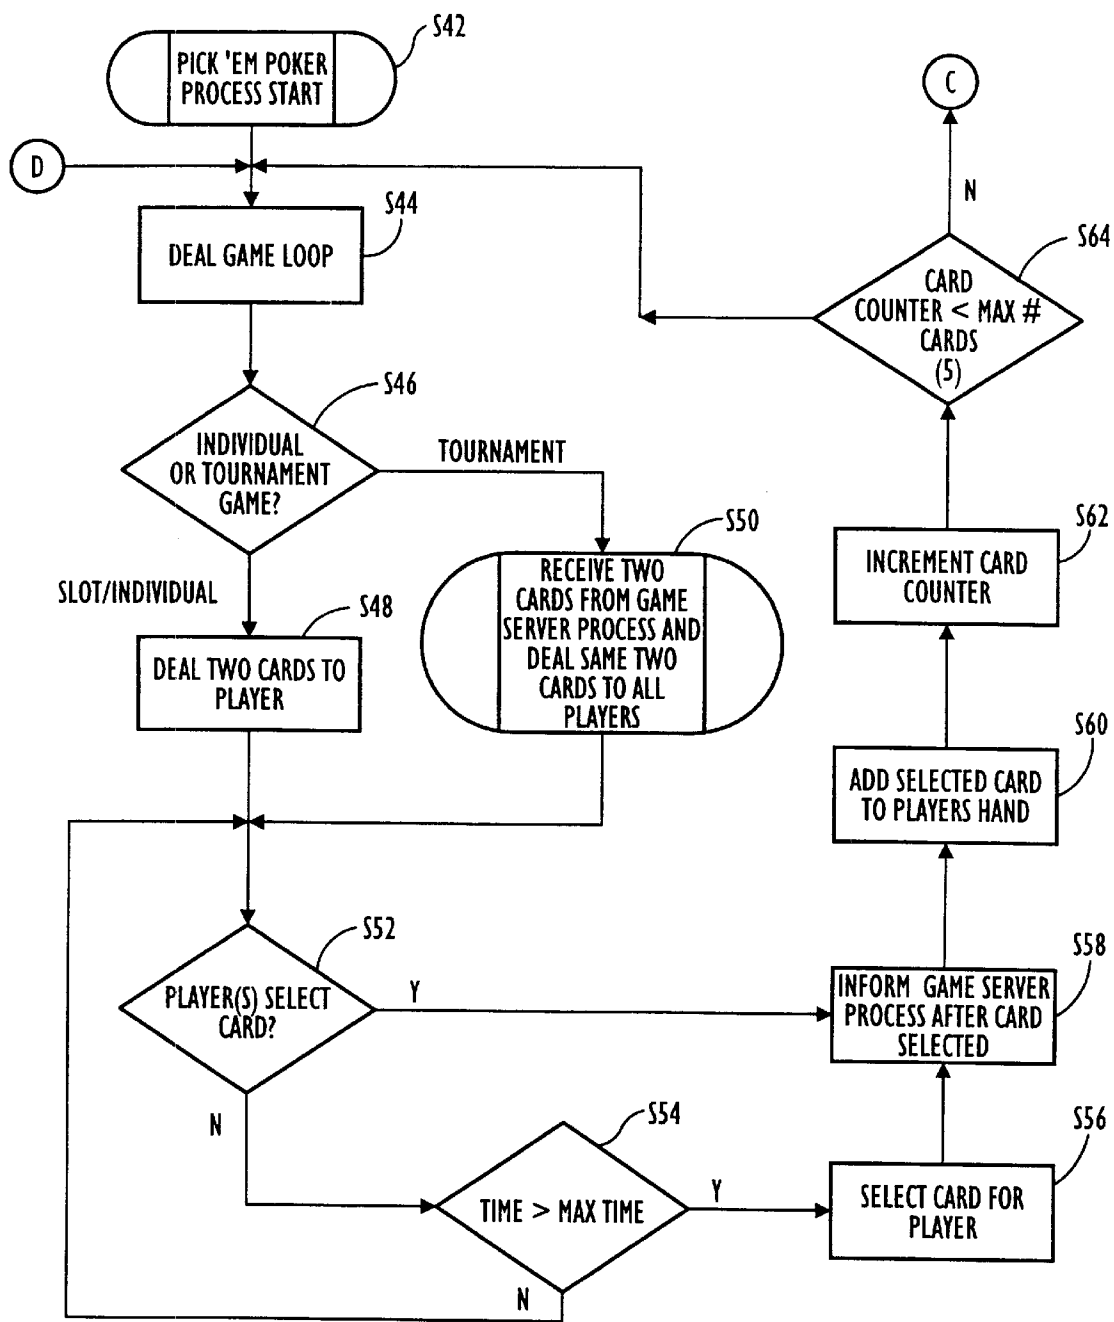 S42
PICK 'EM POKER
PROCESS START
C
D
N
S44
DEAL GAME LOOP
S64
CARD
COUNTER < MAX #
CARDS
(5)
S46
INDIVIDUAL
OR TOURNAMENT
GAME?
TOURNAMENT
SLOT/INDIVIDUAL
S50
RECEIVE TWO
CARDS FROM GAME
SERVER PROCESS AND
DEAL SAME TWO
CARDS TO ALL
PLAYERS
S62
INCREMENT CARD
COUNTER
S48
DEAL TWO CARDS TO
PLAYER
S60
ADD SELECTED CARD
TO PLAYERS HAND
S52
PLAYER(S) SELECT
CARD?
Y
S58
INFORM GAME SERVER
PROCESS AFTER CARD
SELECTED
N
S54
TIME > MAX TIME
Y
N
S56
SELECT CARD FOR
PLAYER